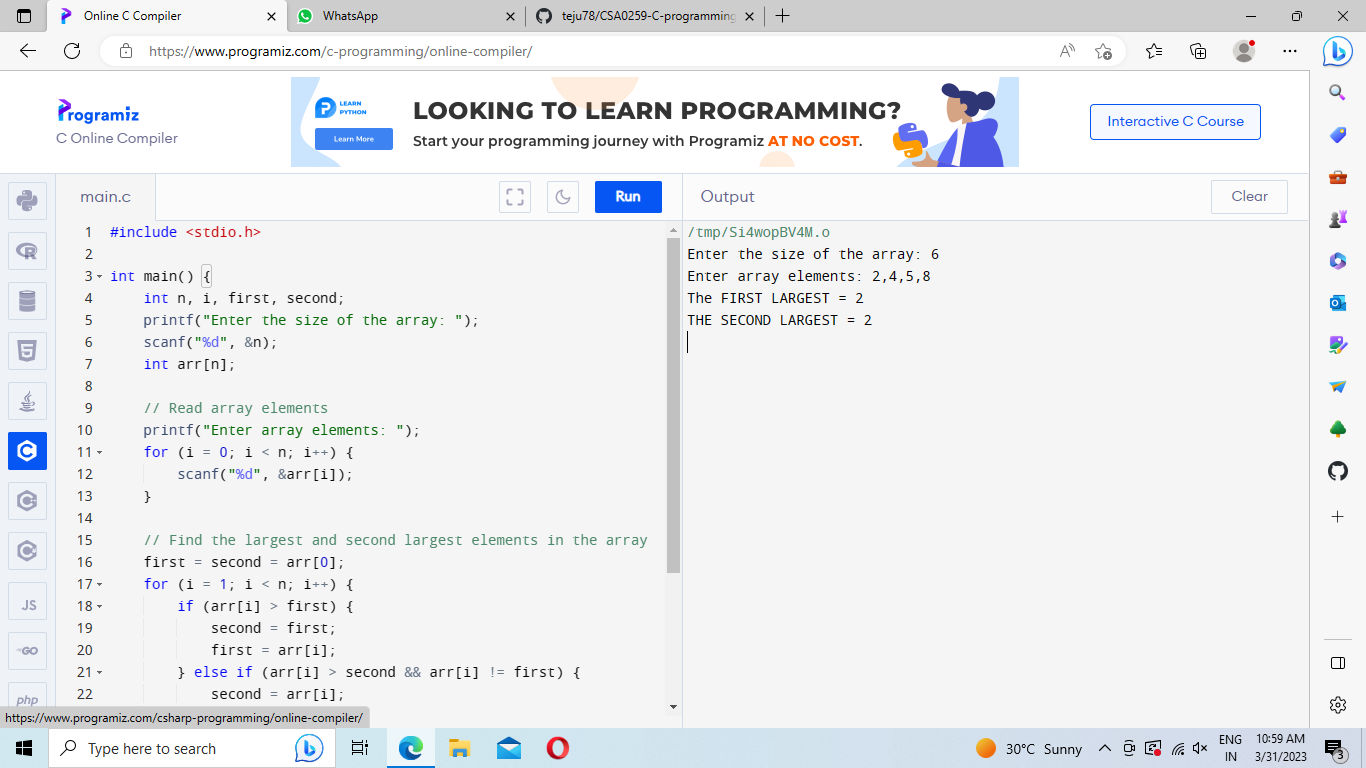 Online C Compiler
WhatsApp
teju78/CSA0259-C-programming
https://www.programiz.com/c-programming/online-compiler/
Programiz
C Online Compiler
LEARN
PYTHON
Learn More
LOOKING TO LEARN PROGRAMMING?
Start your programming journey with Programiz AT NO COST.
Interactive C Course
main.c
Run
Output
Clear
1 #include <stdio.h>
2
3 int main() {
4 int n, i, first, second;
5 printf("Enter the size of the array: ");
6 scanf("%d", &n);
7 int arr[n];
8
9 // Read array elements
10 printf("Enter array elements: ");
11 for (i = 0; i < n; i++) {
12 scanf("%d", &arr[i]);
13 }
14
15 // Find the largest and second largest elements in the array
16 first = second = arr[0];
17 for (i = 1; i < n; i++) {
18 if (arr[i] > first) {
19 second = first;
20 first = arr[i];
21 } else if (arr[i] > second && arr[i] != first) {
22 second = arr[i];
/tmp/Si4wopBV4M.o
Enter the size of the array: 6
Enter array elements: 2,4,5,8
The FIRST LARGEST = 2
THE SECOND LARGEST = 2
JS
GO
php
https://www.programiz.com/csharp-programming/online-compiler/
Type here to search
30°C Sunny
ENG
IN
10:59 AM
3/31/2023
3